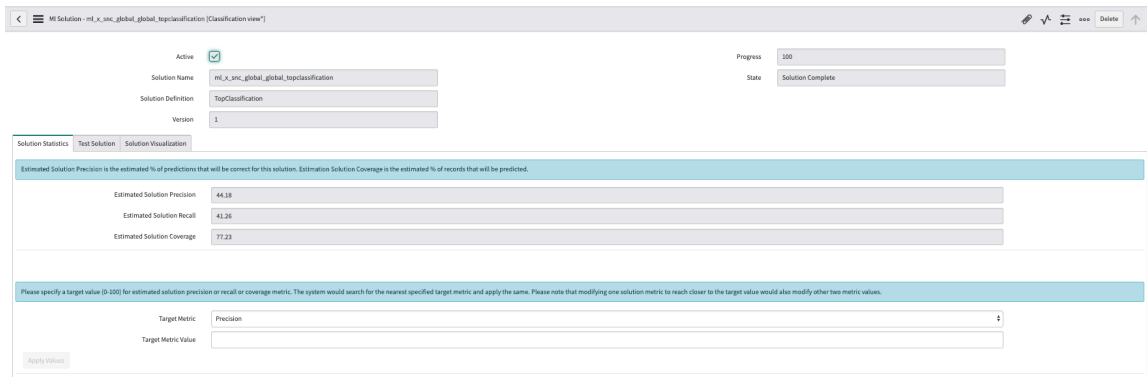 Ml Solution - ml_x_snc_global_global_topclassification [Classification view*]
Delete
Active
Progress 100
Solution Name ml_x_snc_global_global_topclassification
State Solution Complete
Solution Definition TopClassification
Version 1
Solution Statistics Test Solution Solution Visualization
Estimated Solution Precision is the estimated % of predictions that will be correct for this solution. Estimation Solution Coverage is the estimated % of records that will be predicted.
Estimated Solution Precision 44.18
Estimated Solution Recall 41.26
Estimated Solution Coverage 77.23
Please specify a target value (0-100) for estimated solution precision or recall or coverage metric. The system would search for the nearest specified target metric and apply the same. Please note that modifying one solution metric to reach closer to the target value would also modify other two metric values.
Target Metric Precision
Target Metric Value
Apply Values